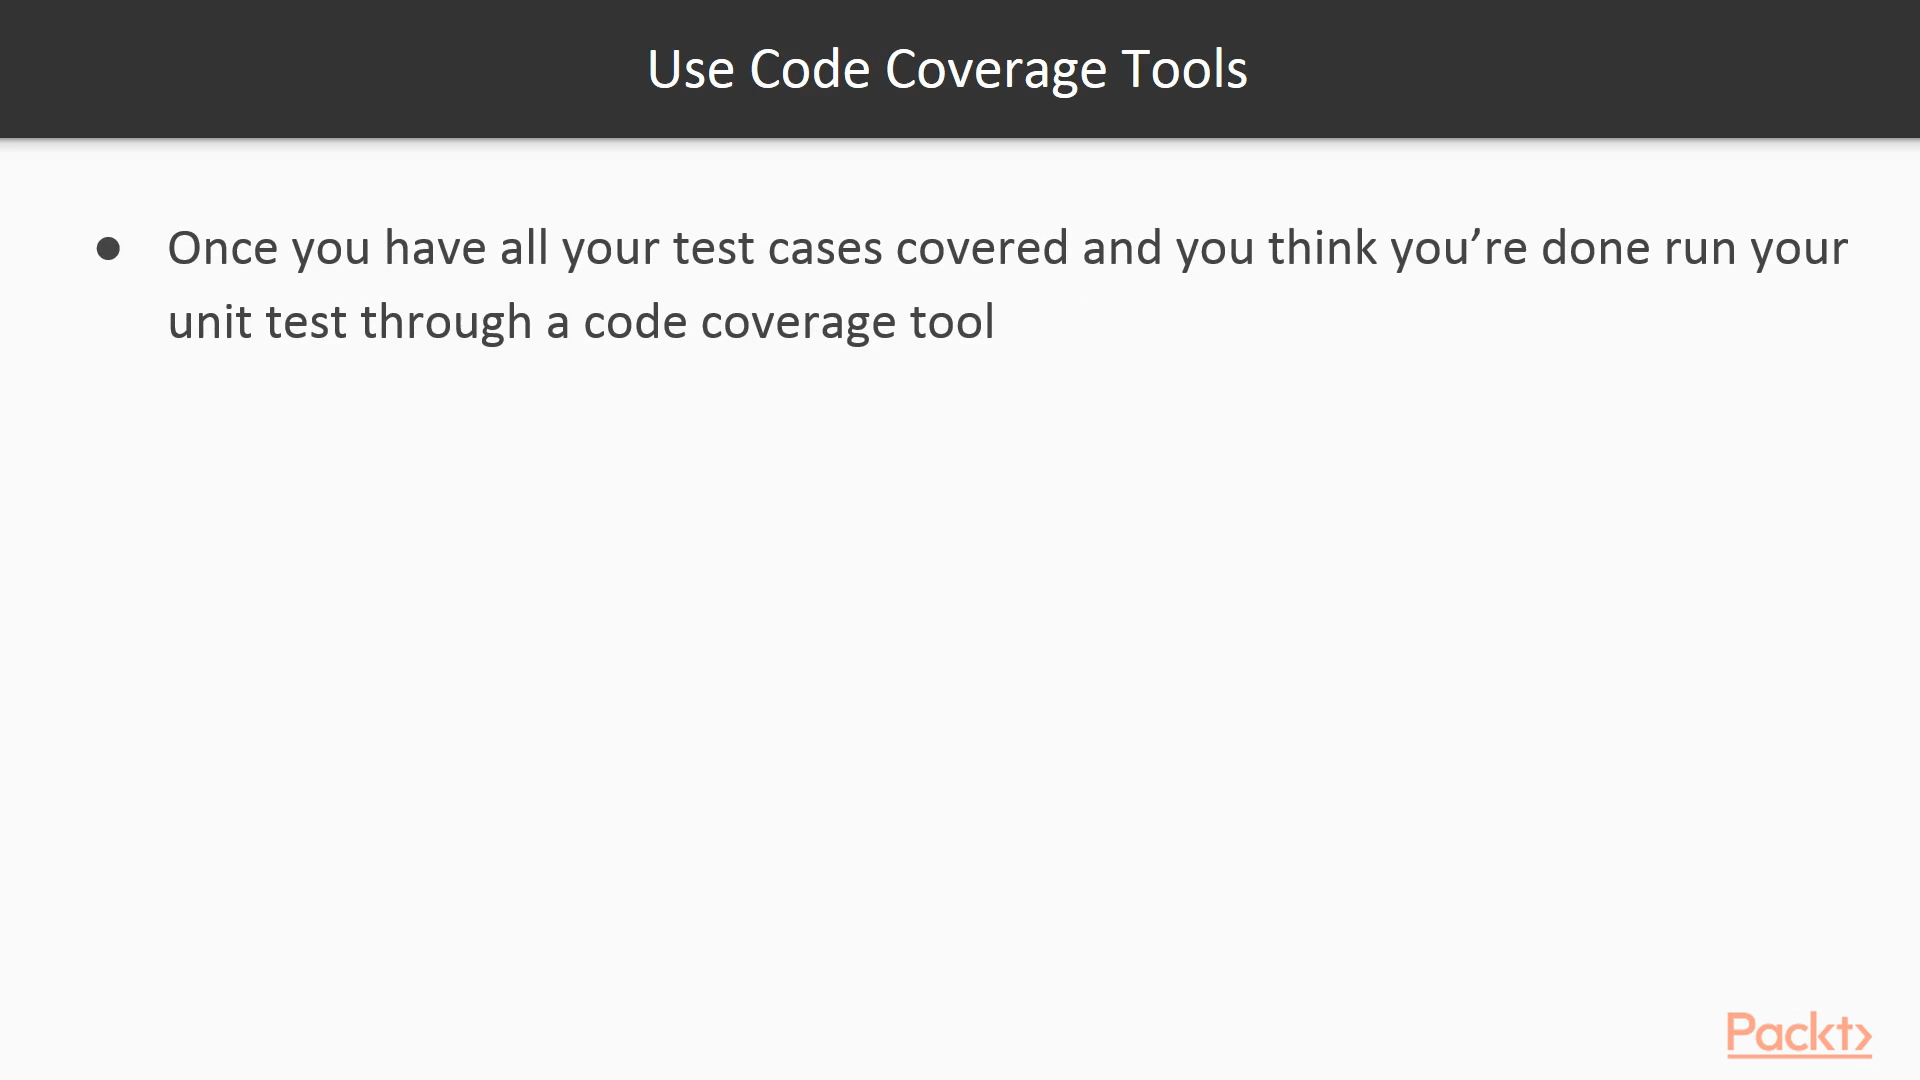 Use Code Coverage Tools
● Once you have all your test cases covered and you think you’re done run your
unit test through a code coverage tool
Packt>